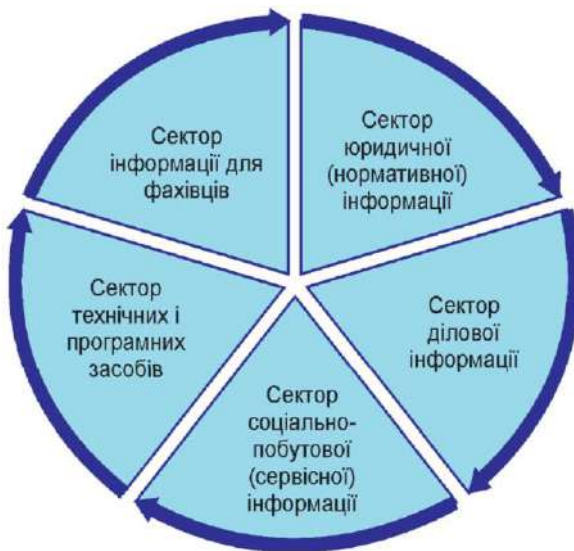 Сектор
інформації для
фахівців
Сектор
юридичної
(нормативної)
інформації
Сектор
ділової
інформації
Сектор
соціально-
побутової
(сервісної)
інформації
Сектор
технічних і
програмних
засобів